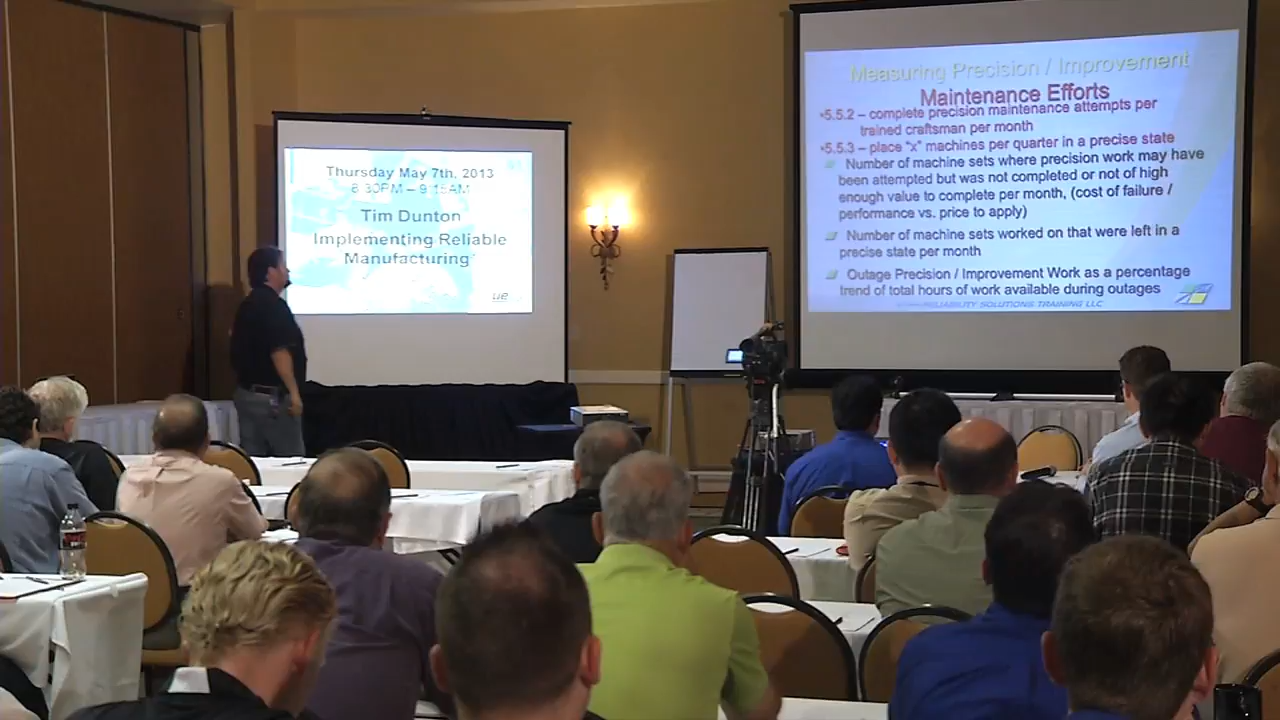 Thursday May 7th, 2013
8:30PM – 9:15AM
Tim Dunton
Implementing Reliable
Manufacturing
ue
Measuring Precision / Improvement
Maintenance Efforts
•5.5.2 – complete precision maintenance attempts per
trained craftsman per month
•5.5.3 – place "x" machines per quarter in a precise state
Number of machine sets where precision work may have
been attempted but was not completed or not of high
enough value to complete per month, (cost of failure /
performance vs. price to apply)
Number of machine sets worked on that were left in a
precise state per month
Outage Precision / Improvement Work as a percentage
trend of total hours of work available during outages
RELIABILITY SOLUTIONS TRAINING LLC